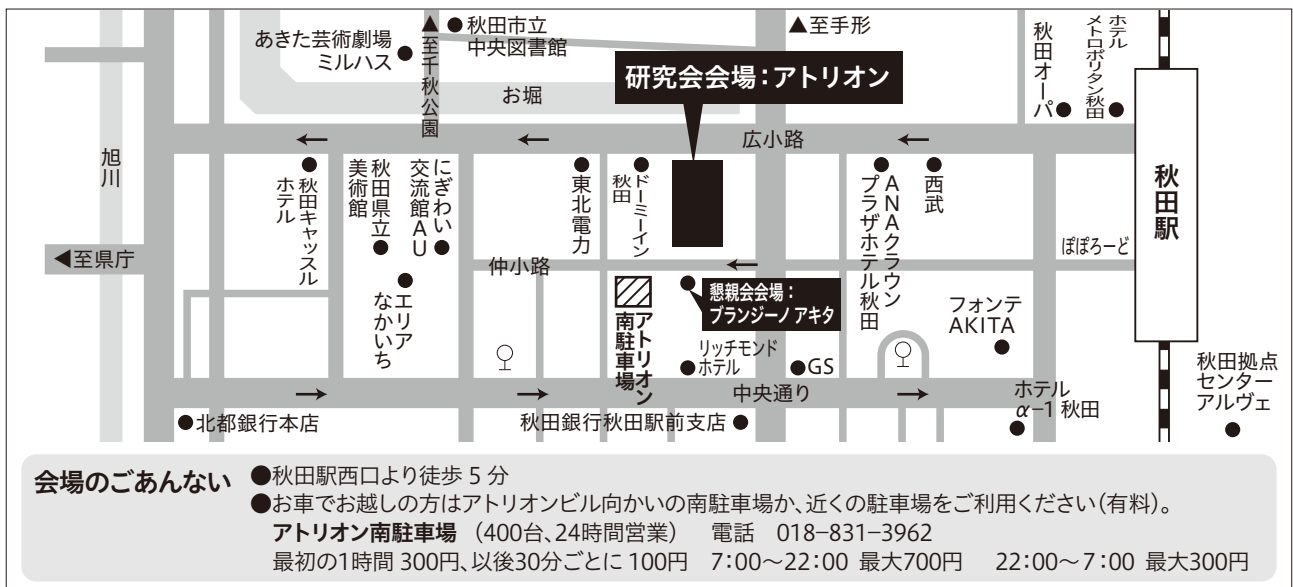 あきた芸術劇場
ミルハス
▲至千秋公園
秋田市立
中央図書館
▲至手形
研究会会場：アトリオン
お堀
秋田オーパ
ホテル
メトロポリタン秋田
広小路
旭川
秋田駅
秋田キャッスル
ホテル
秋田県立
美術館
にぎわい
交流館AU
東北電力
ドーミーイン
秋田
ANAクラウン
プラザホテル秋田
西武
◀至県庁
仲小路
ぽぽろーど
エリア
なかいち
アトリオン
南駐車場
懇親会会場：
ブランジーノ アキタ
フォンテ
AKITA
リッチモンド
ホテル
GS
中央通り
秋田拠点
センター
アルヴェ
ホテル
α−1 秋田
北都銀行本店
秋田銀行秋田駅前支店
会場のごあんない
●秋田駅西口より徒歩 5 分
●お車でお越しの方はアトリオンビル向かいの南駐車場か、近くの駐車場をご利用ください（有料）。
アトリオン南駐車場 （400台、24時間営業） 電話 018−831−3962
最初の1時間 300円、以後30分ごとに 100円 7：00〜22：00 最大700円 22：00〜7：00 最大300円